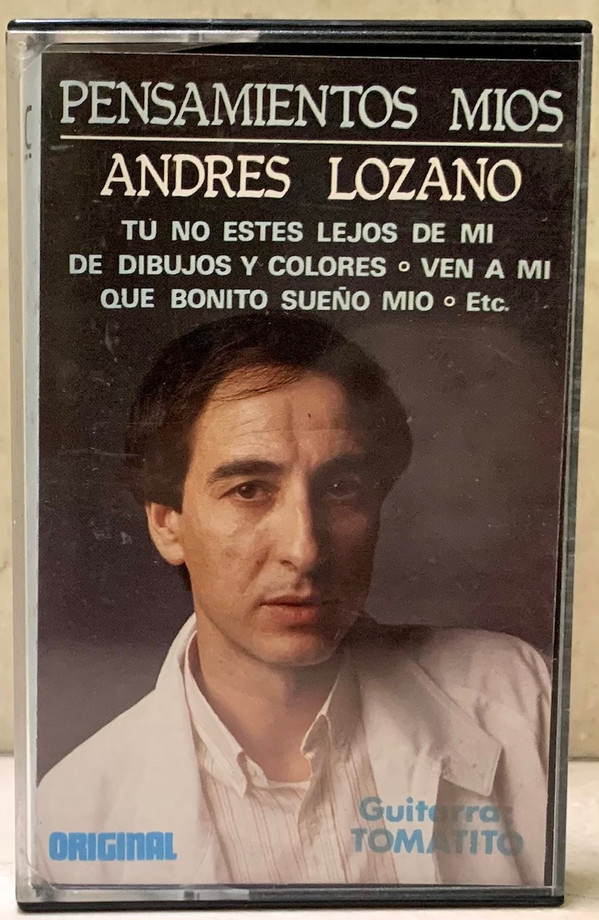 PENSAMIENTOS MIOS
ANDRES LOZANO
TU NO ESTES LEJOS DE MI
DE DIBUJOS Y COLORES • VEN A MI
QUE BONITO SUEÑO MIO • Etc.
Guitarra:
TOMATITO
ORIGINAL